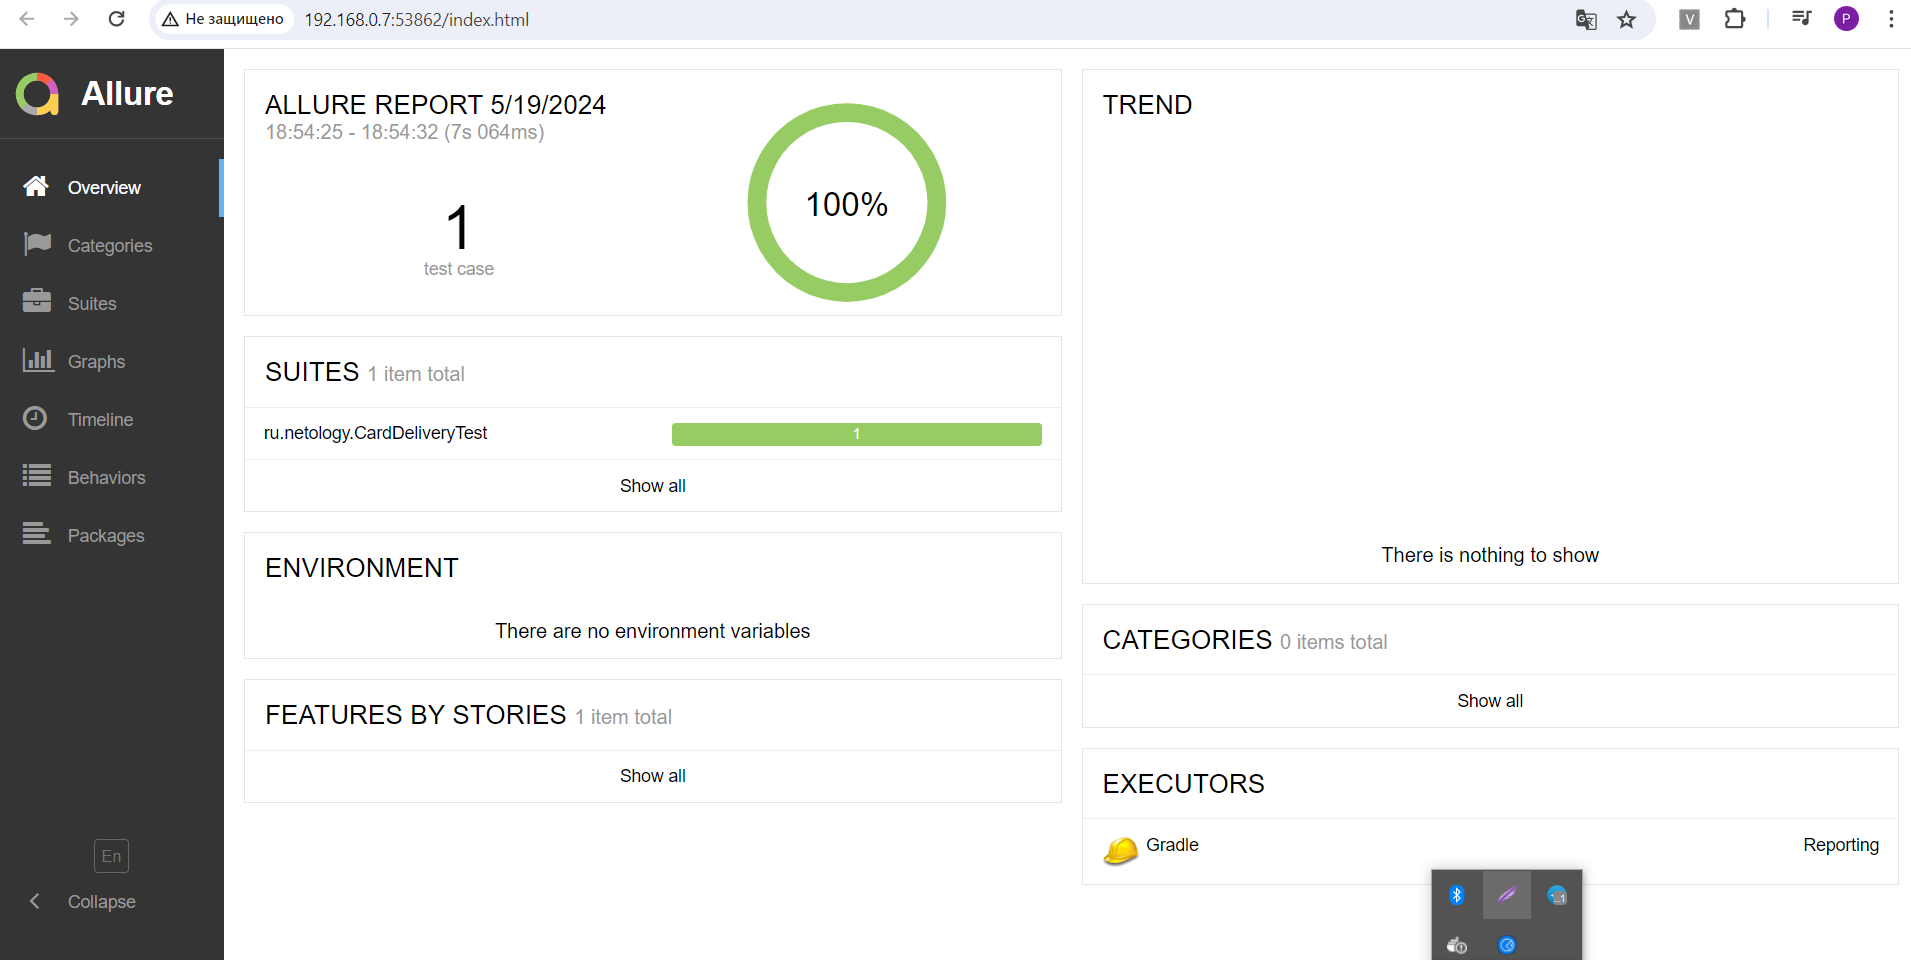 Не защищено 192.168.0.7:53862/index.html
V
P
Allure
Overview
Categories
Suites
Graphs
Timeline
Behaviors
Packages
En
Collapse
ALLURE REPORT 5/19/2024
18:54:25 - 18:54:32 (7s 064ms)
1
test case
100%
SUITES 1 item total
ru.netology.CardDeliveryTest 1
Show all
ENVIRONMENT
There are no environment variables
FEATURES BY STORIES 1 item total
Show all
TREND
There is nothing to show
CATEGORIES 0 items total
Show all
EXECUTORS
Gradle Reporting